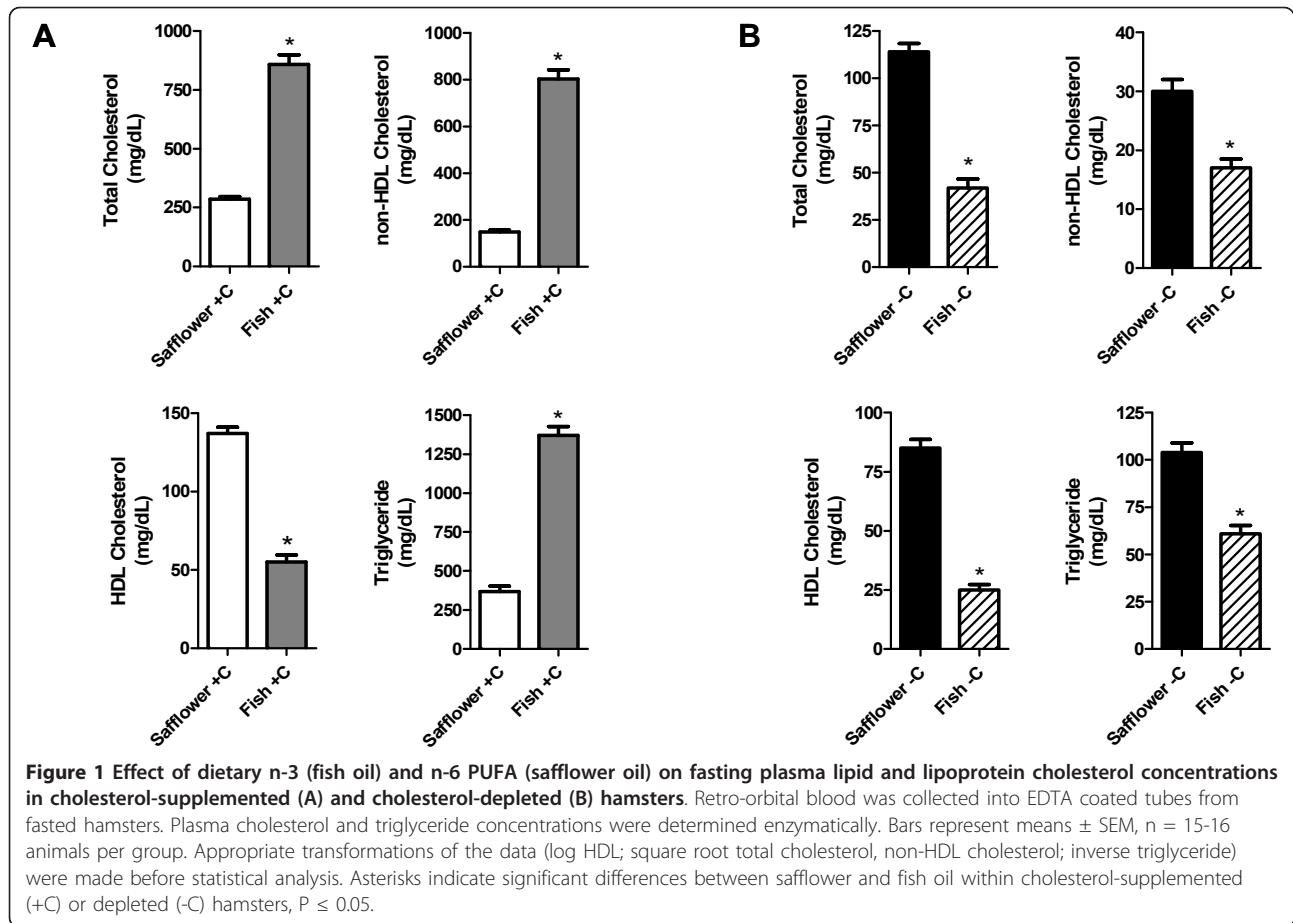 A
B
Total Cholesterol
(mg/dL)
1000
750
500
250
0
*
Safflower +C
Fish +C
non-HDL Cholesterol
(mg/dL)
1000
800
600
400
200
0
*
Safflower +C
Fish +C
Total Cholesterol
(mg/dL)
125
100
75
50
25
0
*
Safflower -C
Fish -C
non-HDL Cholesterol
(mg/dL)
40
30
20
10
0
*
Safflower -C
Fish -C
HDL Cholesterol
(mg/dL)
150
100
50
0
*
Safflower +C
Fish +C
Triglyceride
(mg/dL)
1500
1250
1000
750
500
250
0
*
Safflower +C
Fish +C
HDL Cholesterol
(mg/dL)
100
75
50
25
0
*
Safflower -C
Fish -C
Triglyceride
(mg/dL)
125
100
75
50
25
0
*
Safflower -C
Fish -C
Figure 1 Effect of dietary n-3 (fish oil) and n-6 PUFA (safflower oil) on fasting plasma lipid and lipoprotein cholesterol concentrations
in cholesterol-supplemented (A) and cholesterol-depleted (B) hamsters. Retro-orbital blood was collected into EDTA coated tubes from
fasted hamsters. Plasma cholesterol and triglyceride concentrations were determined enzymatically. Bars represent means ± SEM, n = 15-16
animals per group. Appropriate transformations of the data (log HDL; square root total cholesterol, non-HDL cholesterol; inverse triglyceride)
were made before statistical analysis. Asterisks indicate significant differences between safflower and fish oil within cholesterol-supplemented
(+C) or depleted (-C) hamsters, P ≤ 0.05.